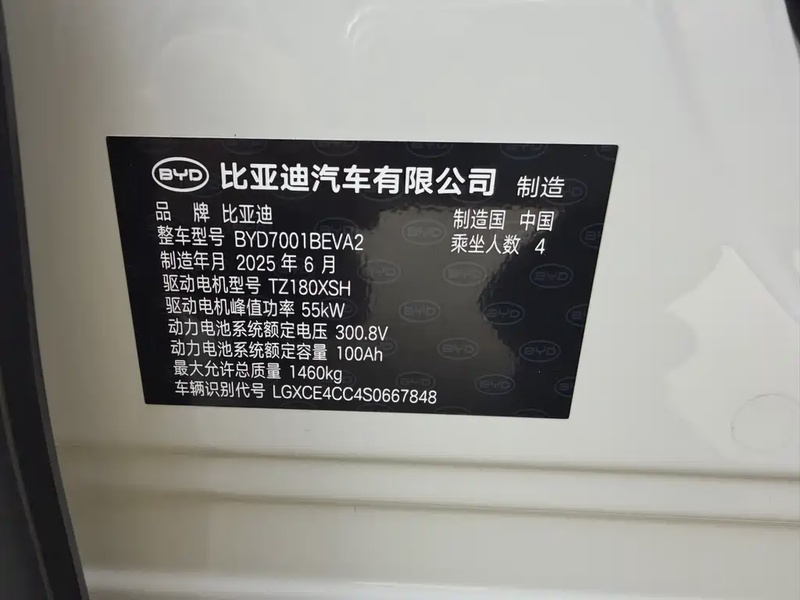 BYD 比亚迪汽车有限公司 制造
品 牌 比亚迪 制造国 中国
整车型号 BYD7001BEVA2 乘坐人数 4
制造年月 2025 年 6 月
驱动电机型号 TZ180XSH
驱动电机峰值功率 55kW
动力电池系统额定电压 300.8V
动力电池系统额定容量 100Ah
最大允许总质量 1460kg
车辆识别代号 LGXCE4CC4S0667848